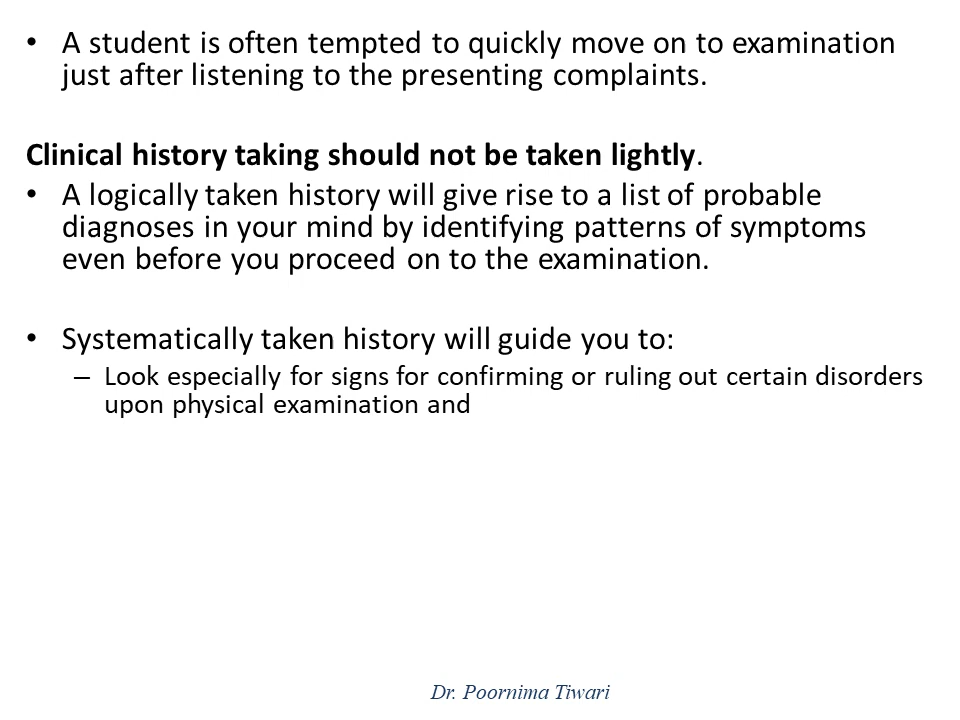 • A student is often tempted to quickly move on to examination
just after listening to the presenting complaints.
Clinical history taking should not be taken lightly.
• A logically taken history will give rise to a list of probable
diagnoses in your mind by identifying patterns of symptoms
even before you proceed on to the examination.
• Systematically taken history will guide you to:
– Look especially for signs for confirming or ruling out certain disorders
upon physical examination and
Dr. Poornima Tiwari